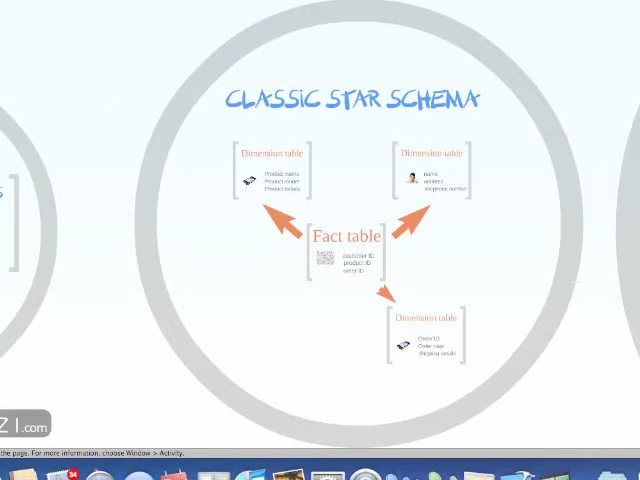 CLASSIC STAR SCHEMA
Dimension table
Product name
Product model
Product details
Dimension table
name
address
telephone number
Fact table
customer ID
product ID
order ID
Dimension table
Order ID
Order date
Shipping details
S
Z I.com
the page. For more information, choose Window > Activity.
34